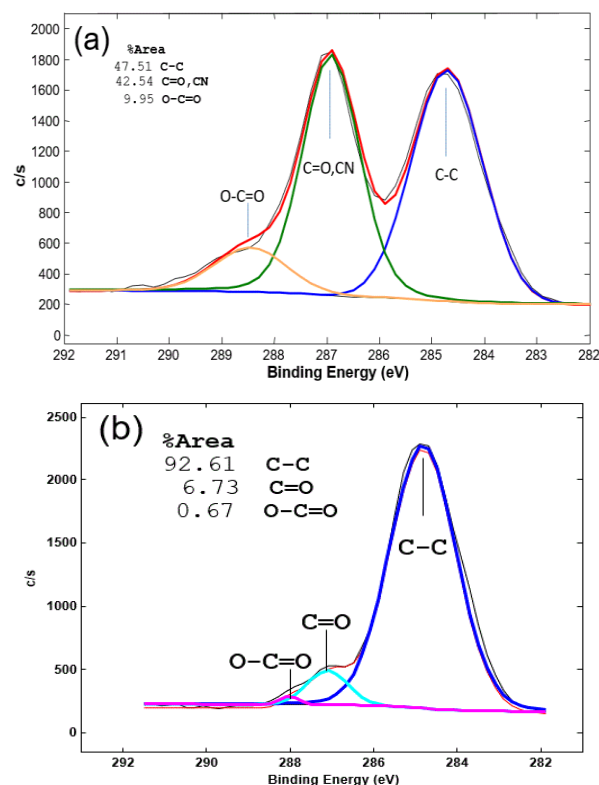 (a)
%Area
47.51 C-C
42.54 C=O,CN
9.95 O-C=O
O-C=O
C=O,CN
C-C
c/s
1800
1600
1400
1200
1000
800
600
400
200
0
292 291 290 289 288 287 286 285 284 283 282
Binding Energy (eV)
(b)
%Area
92.61 C-C
6.73 C=O
0.67 O-C=O
C-C
C=O
O-C=O
c/s
2500
2000
1500
1000
500
0
292 290 288 286 284 282
Binding Energy (eV)